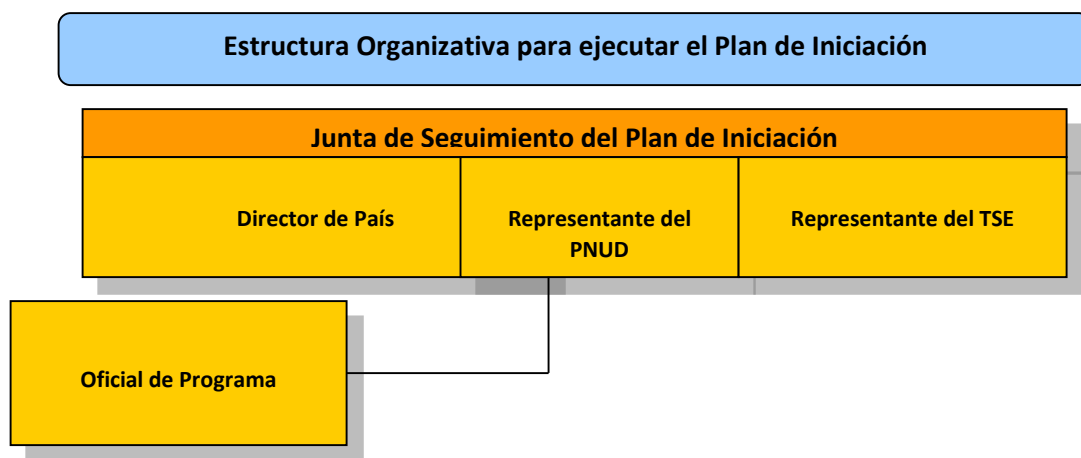 Estructura Organizativa para ejecutar el Plan de Iniciación
Junta de Seguimiento del Plan de Iniciación
Director de País
Representante del
PNUD
Representante del TSE
Oficial de Programa